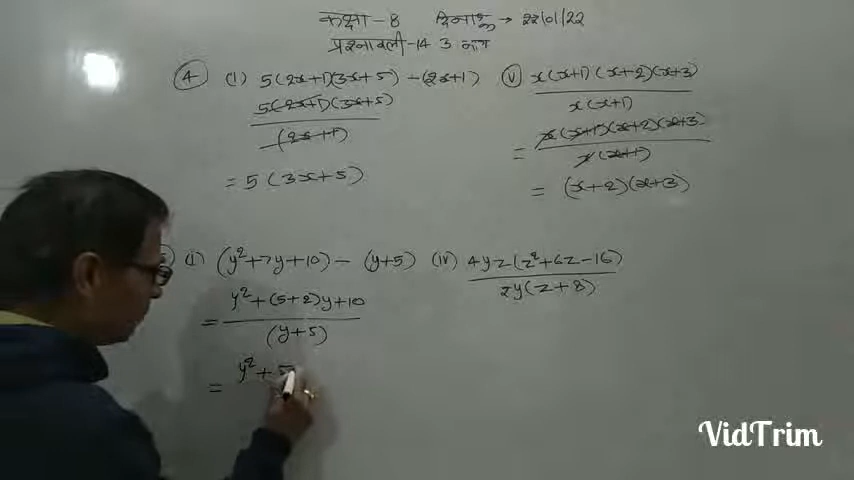 कक्षा - 8 दिनाङ्क → 22/01/22
प्रश्नावली - 14 3 भाग
④ (i) 5(2x+1)(3x+5) ÷ (2x+1)
5(2x+1)(3x+5)
(2x+1)
= 5(3x+5)
(v) x(x+1)(x+2)(x+3)
x(x+1)
= x(x+1)(x+2)(x+3)
x(x+1)
= (x+2)(x+3)
(i) (y²+7y+10) ÷ (y+5)
= y²+(5+2)y+10
(y+5)
= y²+5
(iv) 4yz(z²+6z-16)
2y(z+8)
VidTrim